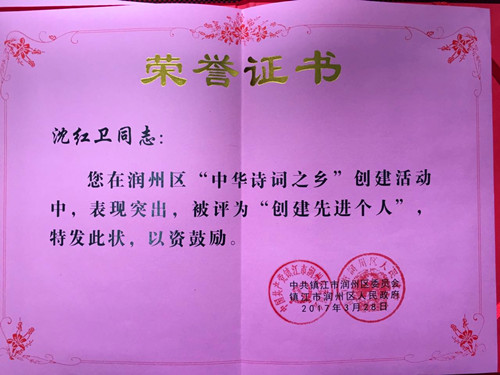 荣誉证书
沈红卫同志：
您在润州区“中华诗词之乡”创建活动
中，表现突出，被评为“创建先进个人”，
特发此状，以资鼓励。
中共镇江市润州区委员会
镇江市润州区人民政府
2017年3月28日